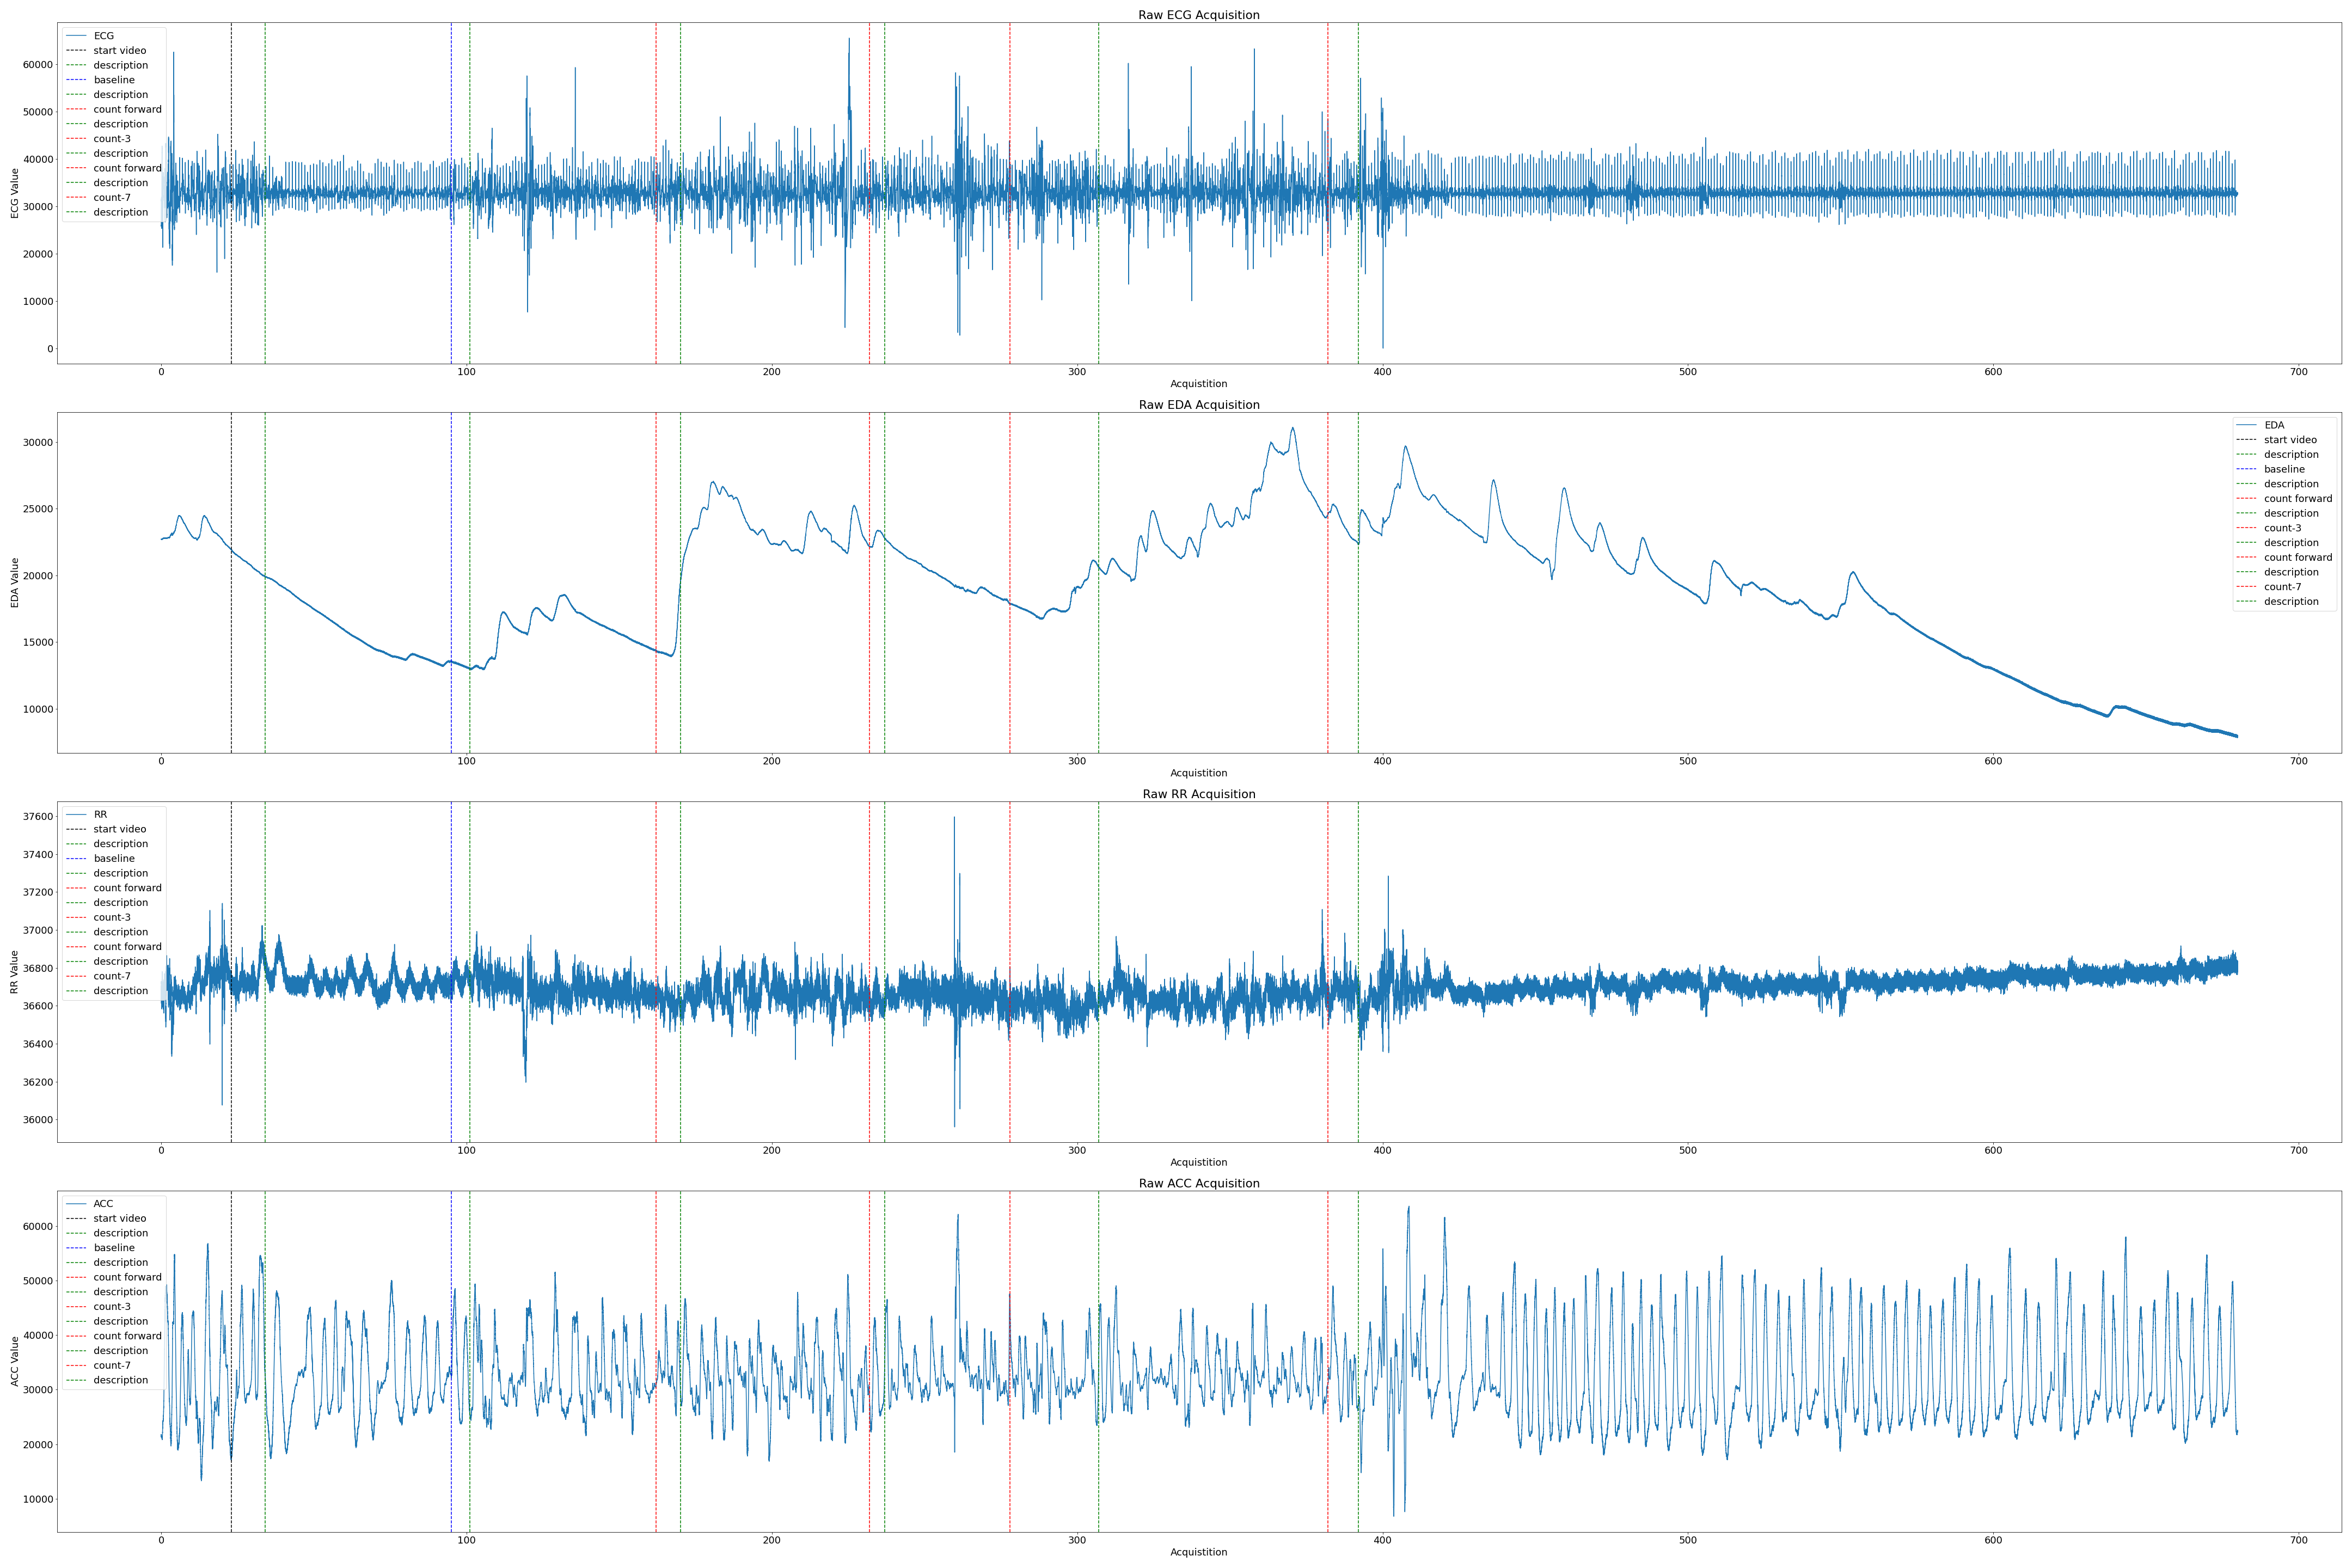 Raw ECG Acquisition
ECG Value
60000
50000
40000
30000
20000
10000
0
ECG
start video
description
baseline
description
count forward
description
count-3
description
count forward
description
count-7
description
0 100 200 300 400 500 600 700
Acquistition
Raw EDA Acquisition
EDA Value
30000
25000
20000
15000
10000
EDA
start video
description
baseline
description
count forward
description
count-3
description
count forward
description
count-7
description
0 100 200 300 400 500 600 700
Acquistition
Raw RR Acquisition
RR Value
37600
37400
37200
37000
36800
36600
36400
36200
36000
RR
start video
description
baseline
description
count forward
description
count-3
description
count forward
description
count-7
description
0 100 200 300 400 500 600 700
Acquistition
Raw ACC Acquisition
ACC Value
60000
50000
40000
30000
20000
10000
ACC
start video
description
baseline
description
count forward
description
count-3
description
count forward
description
count-7
description
0 100 200 300 400 500 600 700
Acquistition